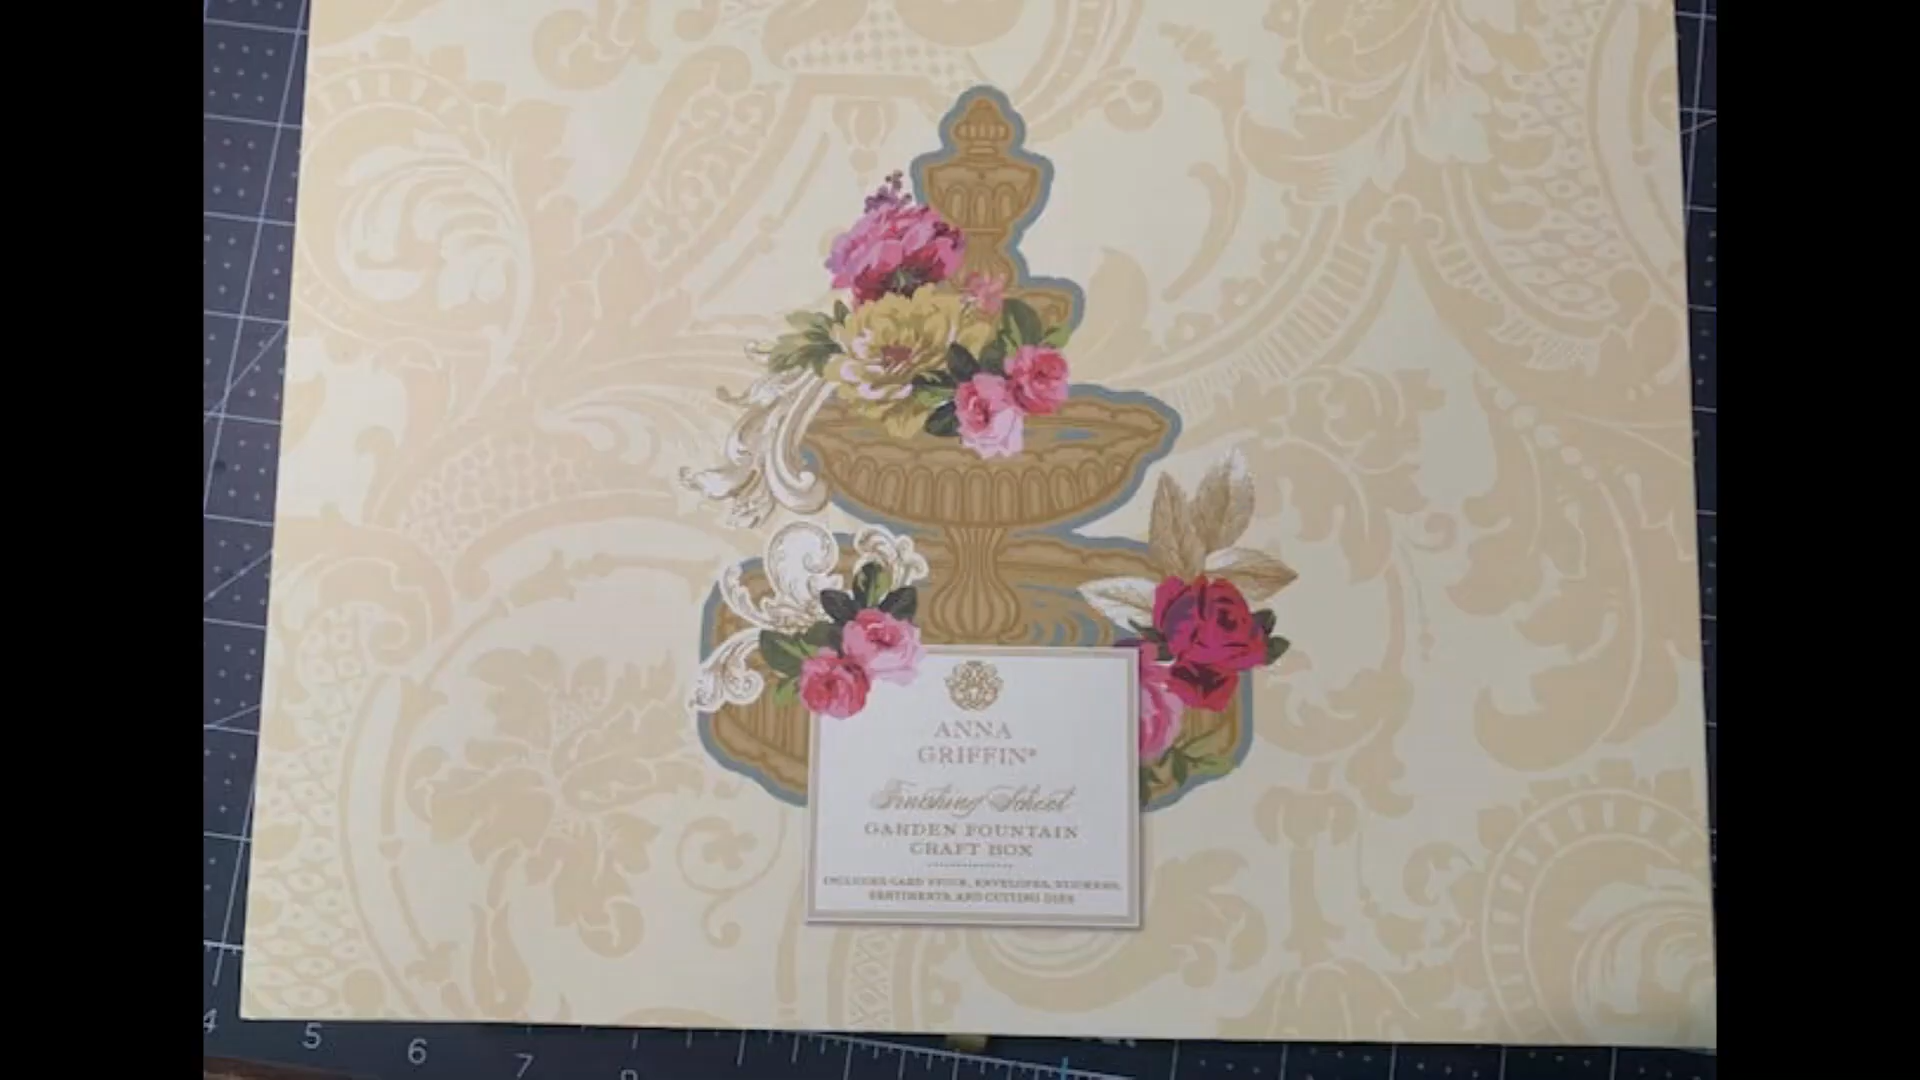 ANNA
GRIFFIN®
Finishing School
GARDEN FOUNTAIN
CRAFT BOX
INCLUDES CARD STOCK, ENVELOPES, STICKERS,
SENTIMENTS, AND CUTTING DIES
4 5 6 7